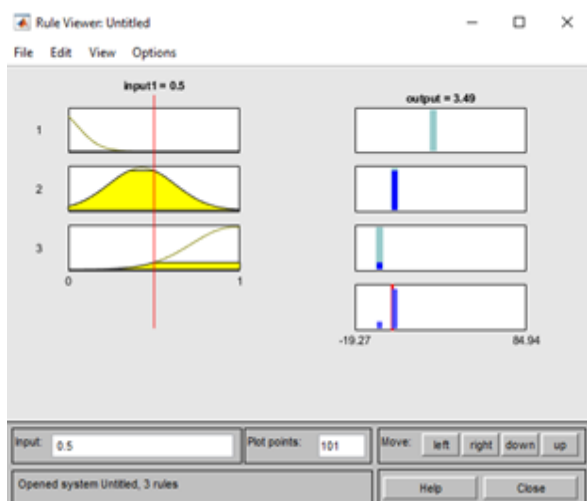 Rule Viewer: Untitled
File Edit View Options
input1 = 0.5
output = 3.49
1
2
3
0 1
-19.27 84.94
Input: 0.5 Plot points: 101 Move: left right down up
Opened system Untitled, 3 rules Help Close